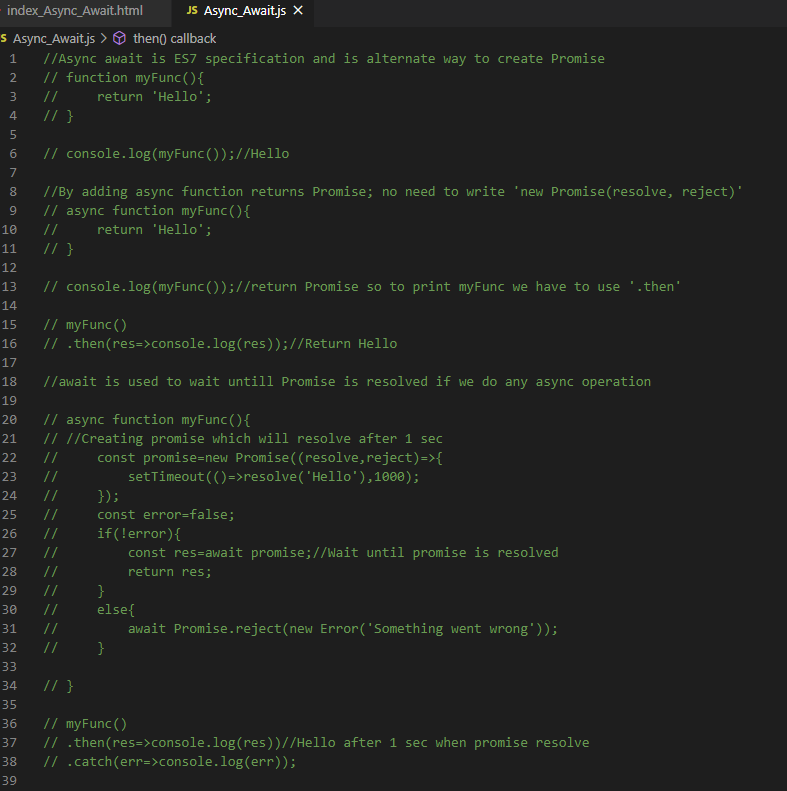 index_Async_Await.html JS Async_Await.js
S Async_Await.js then() callback
1 //Async await is ES7 specification and is alternate way to create Promise
2 // function myFunc(){
3 //     return 'Hello';
4 // }
5
6 // console.log(myFunc());//Hello
7
8 //By adding async function returns Promise; no need to write 'new Promise(resolve, reject)'
9 // async function myFunc(){
10 //     return 'Hello';
11 // }
12
13 // console.log(myFunc());//return Promise so to print myFunc we have to use '.then'
14
15 // myFunc()
16 // .then(res=>console.log(res));//Return Hello
17
18 //await is used to wait untill Promise is resolved if we do any async operation
19
20 // async function myFunc(){
21 // //Creating promise which will resolve after 1 sec
22 //     const promise=new Promise((resolve,reject)=>{
23 //         setTimeout(()=>resolve('Hello'),1000);
24 //     });
25 //     const error=false;
26 //     if(!error){
27 //         const res=await promise;//Wait until promise is resolved
28 //         return res;
29 //     }
30 //     else{
31 //         await Promise.reject(new Error('Something went wrong'));
32 //     }
33
34 // }
35
36 // myFunc()
37 // .then(res=>console.log(res))//Hello after 1 sec when promise resolve
38 // .catch(err=>console.log(err));
39